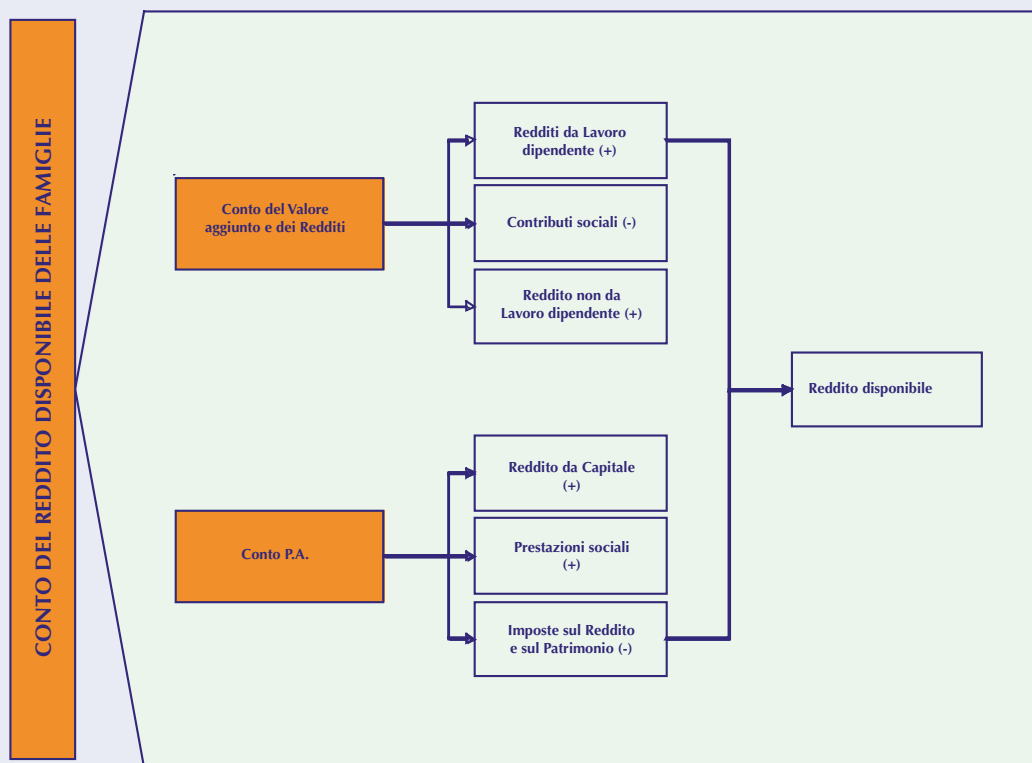 CONTO DEL REDDITO DISPONIBILE DELLE FAMIGLIE
Conto del Valore
aggiunto e dei Redditi
Redditi da Lavoro
dipendente (+)
Contributi sociali (-)
Reddito non da
Lavoro dipendente (+)
Reddito disponibile
Conto P.A.
Reddito da Capitale
(+)
Prestazioni sociali
(+)
Imposte sul Reddito
e sul Patrimonio (-)